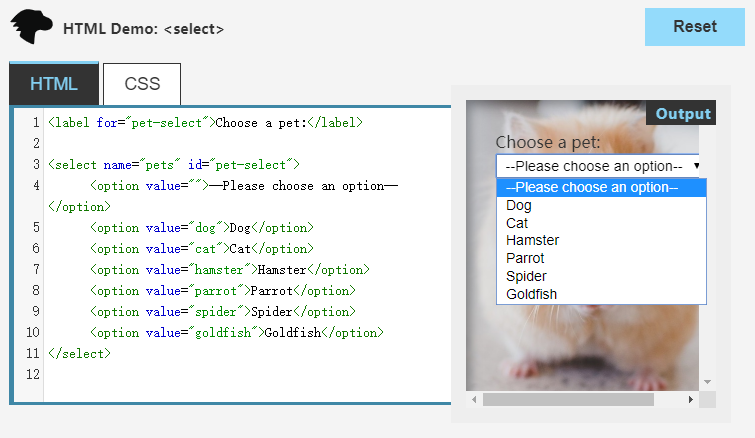 HTML Demo: <select>
Reset
HTML
CSS
1 <label for="pet-select">Choose a pet:</label>
2
3 <select name="pets" id="pet-select">
4 <option value="">--Please choose an option--
</option>
5 <option value="dog">Dog</option>
6 <option value="cat">Cat</option>
7 <option value="hamster">Hamster</option>
8 <option value="parrot">Parrot</option>
9 <option value="spider">Spider</option>
10 <option value="goldfish">Goldfish</option>
11 </select>
12
Output
Choose a pet:
--Please choose an option--
--Please choose an option--
Dog
Cat
Hamster
Parrot
Spider
Goldfish